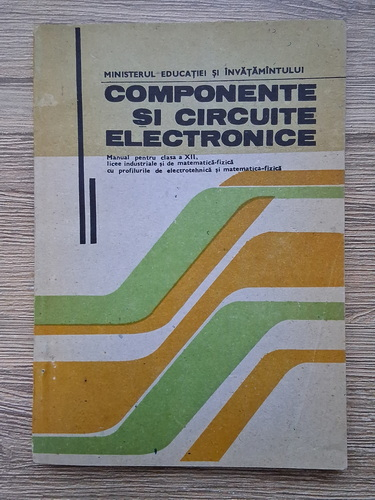 MINISTERUL EDUCAȚIEI ȘI ÎNVĂȚĂMÎNTULUI
COMPONENTE
ȘI CIRCUITE
ELECTRONICE
Manual pentru clasa a XII,
licee industriale și de matematică-fizică
cu profilurile de electrotehnică și matematică-fizică